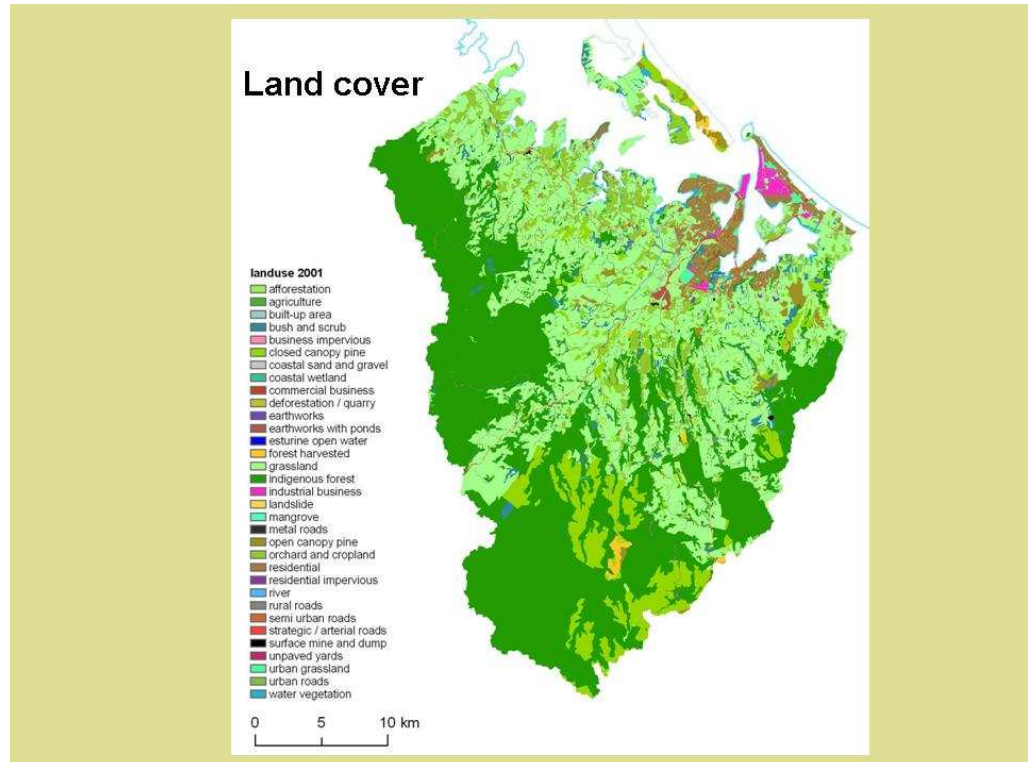 Land cover
landuse 2001
afforestation
agriculture
built-up area
bush and scrub
business impervious
closed canopy pine
coastal sand and gravel
coastal wetland
commercial business
deforestation / quarry
earthworks
earthworks with ponds
esturine open water
forest harvested
grassland
indigenous forest
industrial business
landslide
mangrove
metal roads
open canopy pine
orchard and cropland
residential
residential impervious
river
rural roads
semi urban roads
strategic / arterial roads
surface mine and dump
unpaved yards
urban grassland
urban roads
water vegetation
0 5 10 km